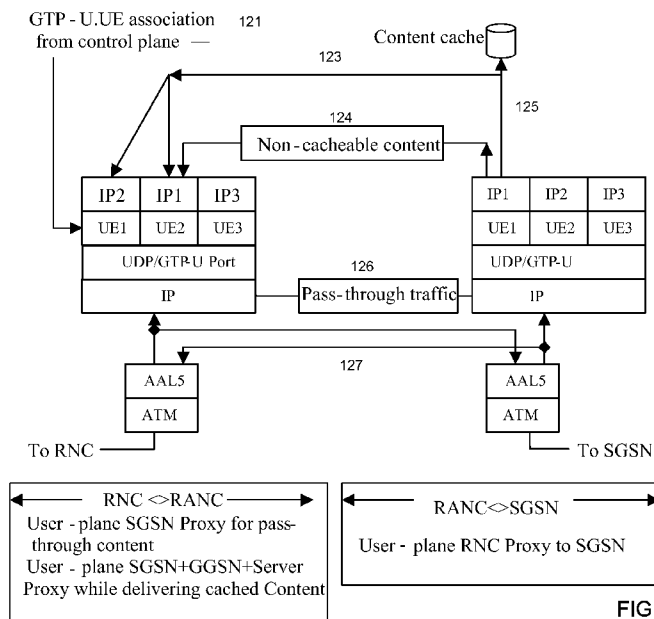 GTP - U.UE association
from control plane —
121
Content cache
123
125
124
Non-cacheable content
IP2 IP1 IP3
UE1 UE2 UE3
UDP/GTP-U Port
IP
IP1 IP2 IP3
UE1 UE2 UE3
UDP/GTP-U
IP
126
Pass-through traffic
127
AAL5
ATM
AAL5
ATM
To RNC
To SGSN
RNC <>RANC
User - plane SGSN Proxy for pass-
through content
User - plane SGSN+GGSN+Server
Proxy while delivering cached Content
RANC<>SGSN
User - plane RNC Proxy to SGSN
FIG